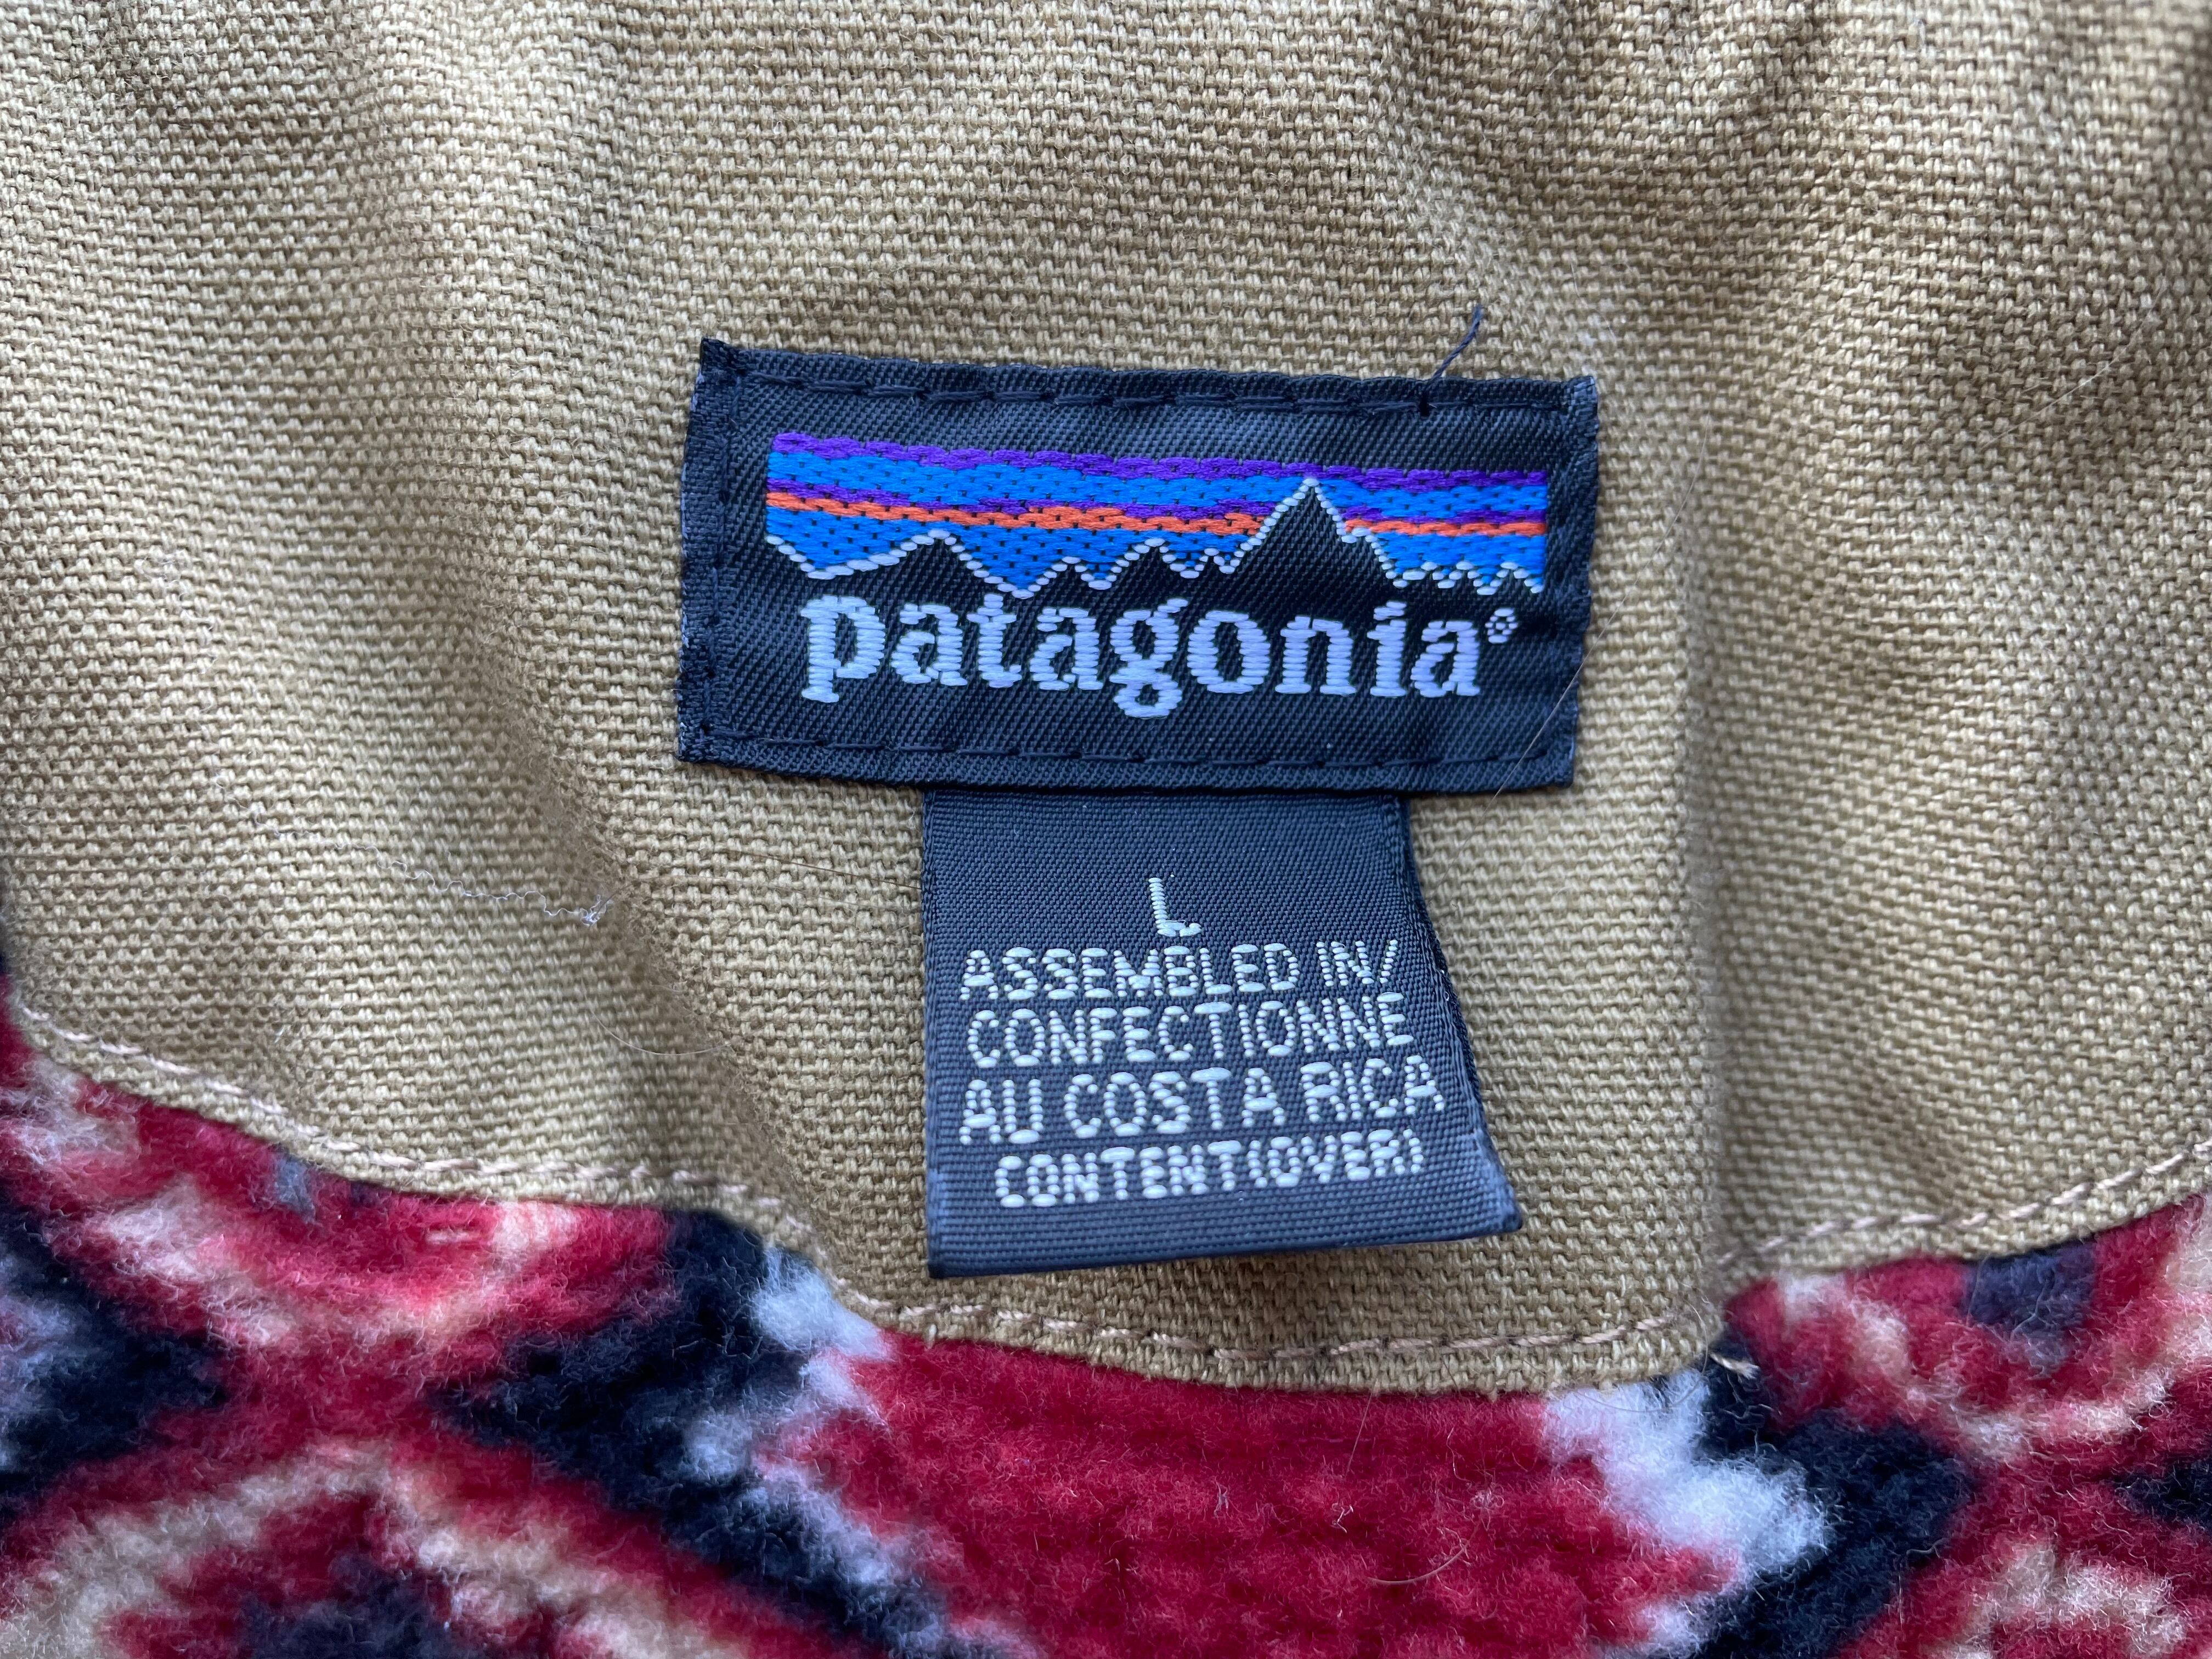 patagonia®
L
ASSEMBLED IN/
CONFECTIONNE
AU COSTA RICA
CONTENT(OVER)